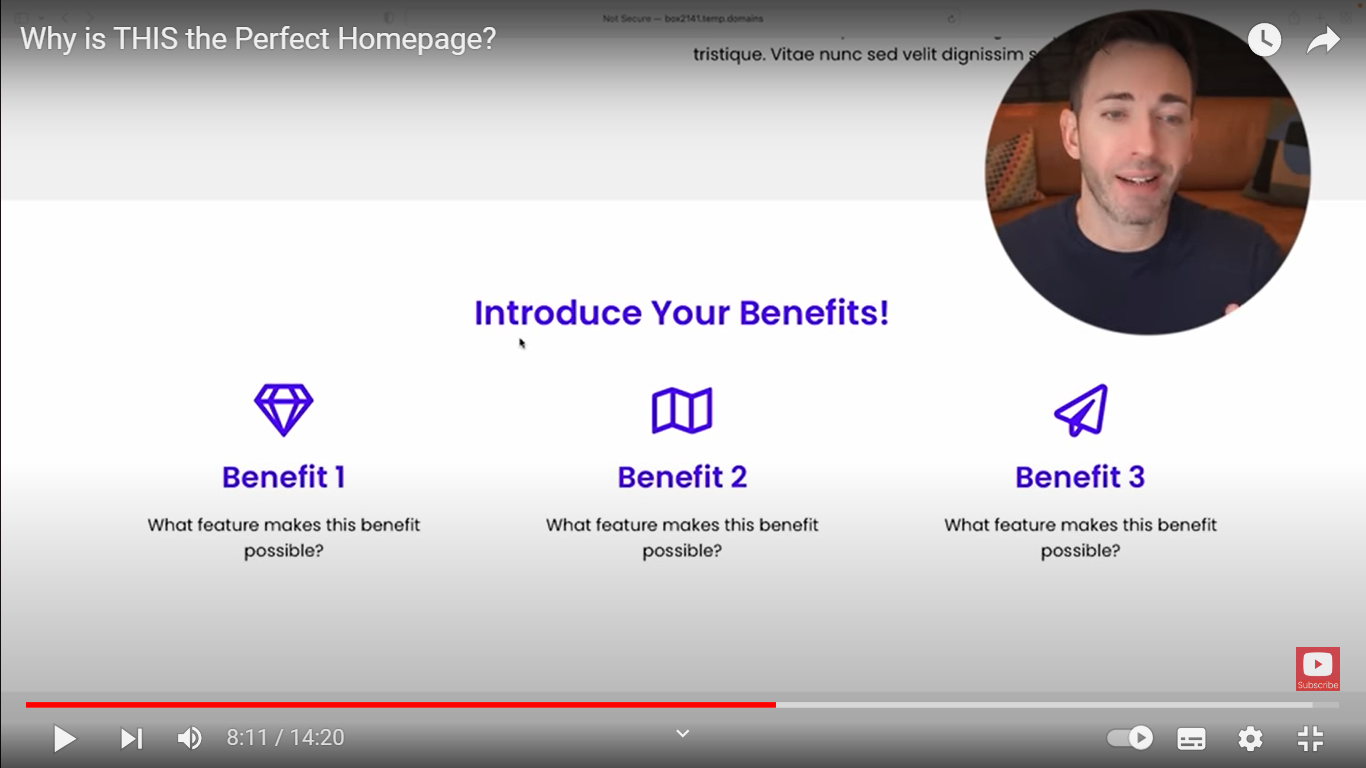 Not Secure — box2141.temp.domains
Why is THIS the Perfect Homepage?
tristique. Vitae nunc sed velit dignissim s
Introduce Your Benefits!
Benefit 1
Benefit 2
Benefit 3
What feature makes this benefit
possible?
What feature makes this benefit
possible?
What feature makes this benefit
possible?
Subscribe
8:11 / 14:20